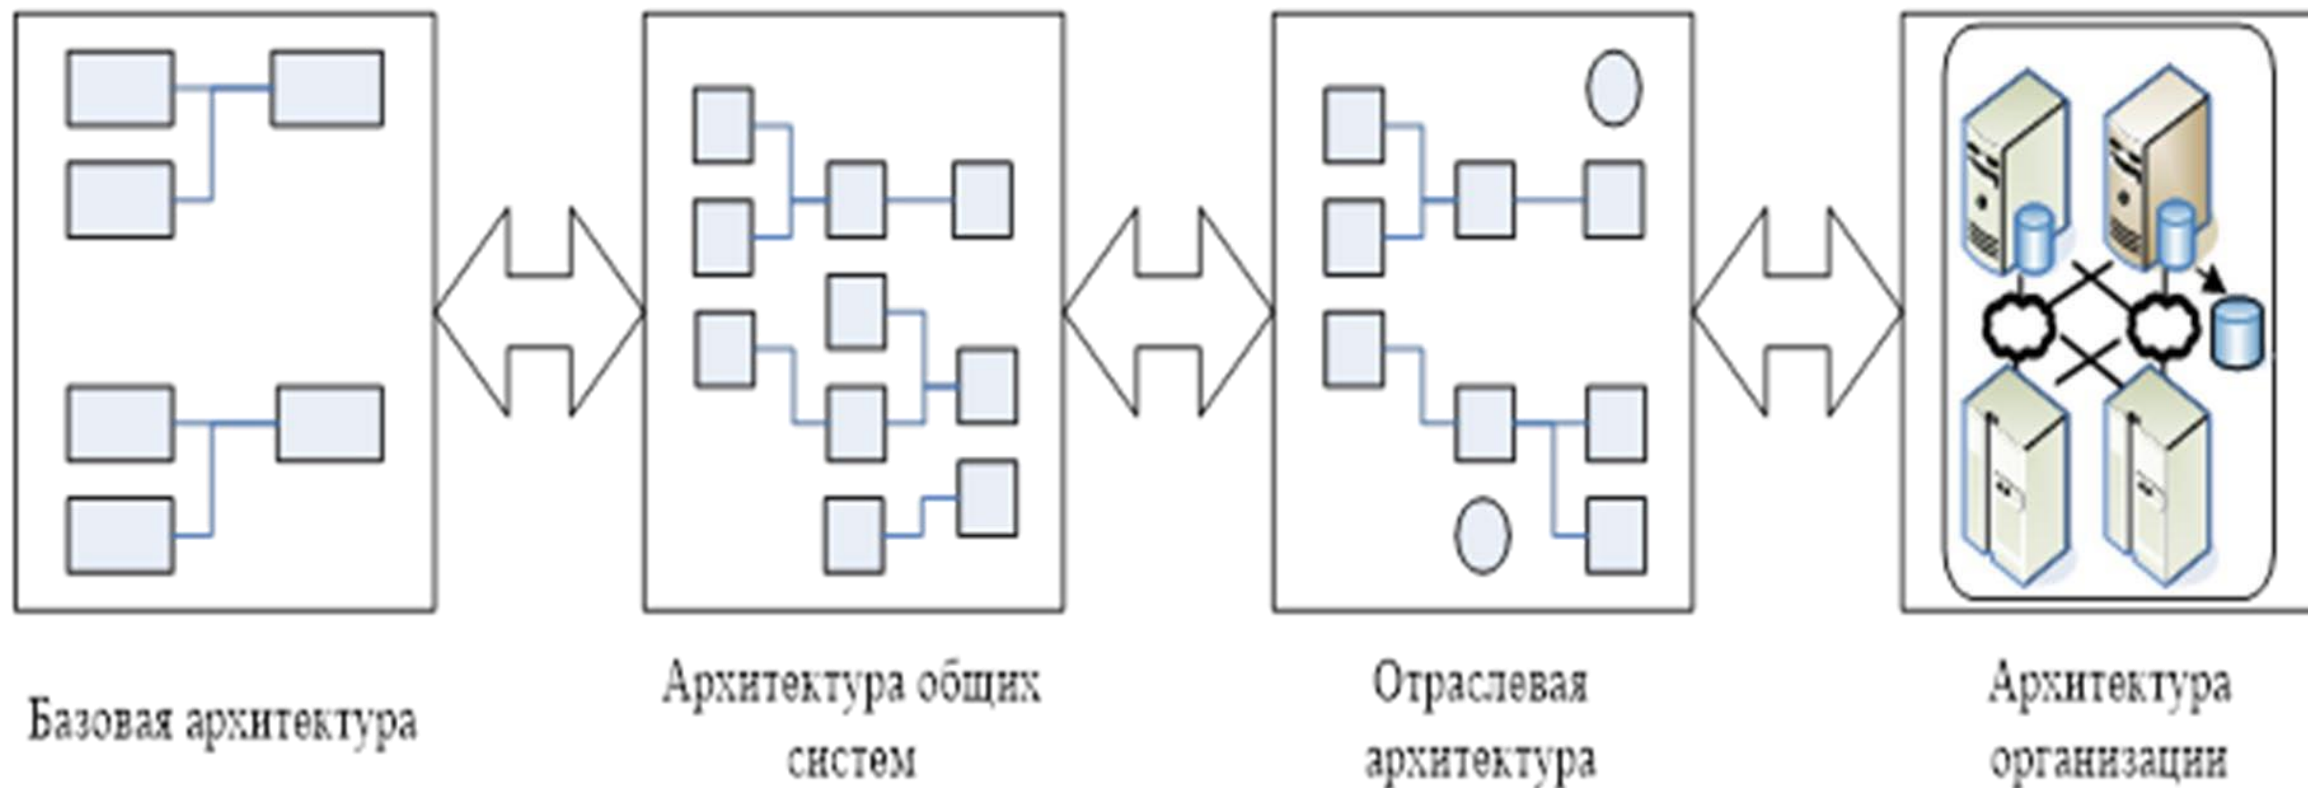 Базовая архитектура
Архитектура общих
систем
Отраслевая
архитектура
Архитектура
организации